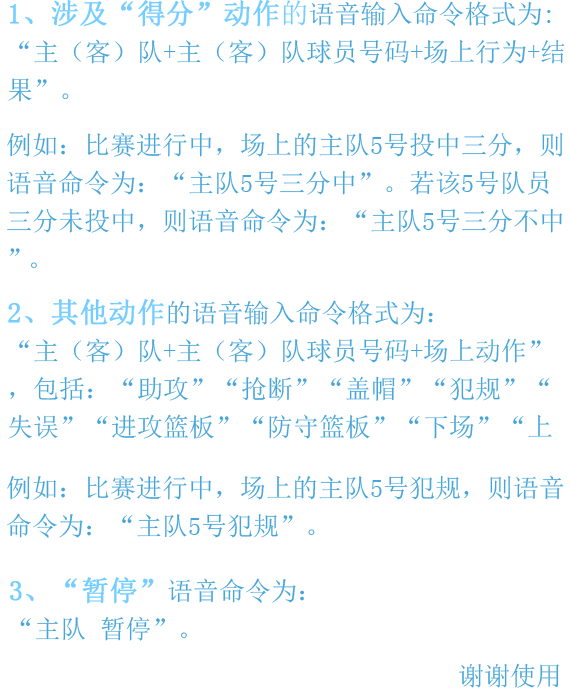 1、涉及“得分”动作的语音输入命令格式为:
“主（客）队+主（客）队球员号码+场上行为+结
果”。
例如：比赛进行中，场上的主队5号投中三分，则
语音命令为：“主队5号三分中”。若该5号队员
三分未投中，则语音命令为：“主队5号三分不中
”。
2、其他动作的语音输入命令格式为：
“主（客）队+主（客）队球员号码+场上动作”
，包括：“助攻”“抢断”“盖帽”“犯规”“
失误”“进攻篮板”“防守篮板”“下场”“上
例如：比赛进行中，场上的主队5号犯规，则语音
命令为：“主队5号犯规”。
3、“暂停”语音命令为：
“主队 暂停”。
谢谢使用